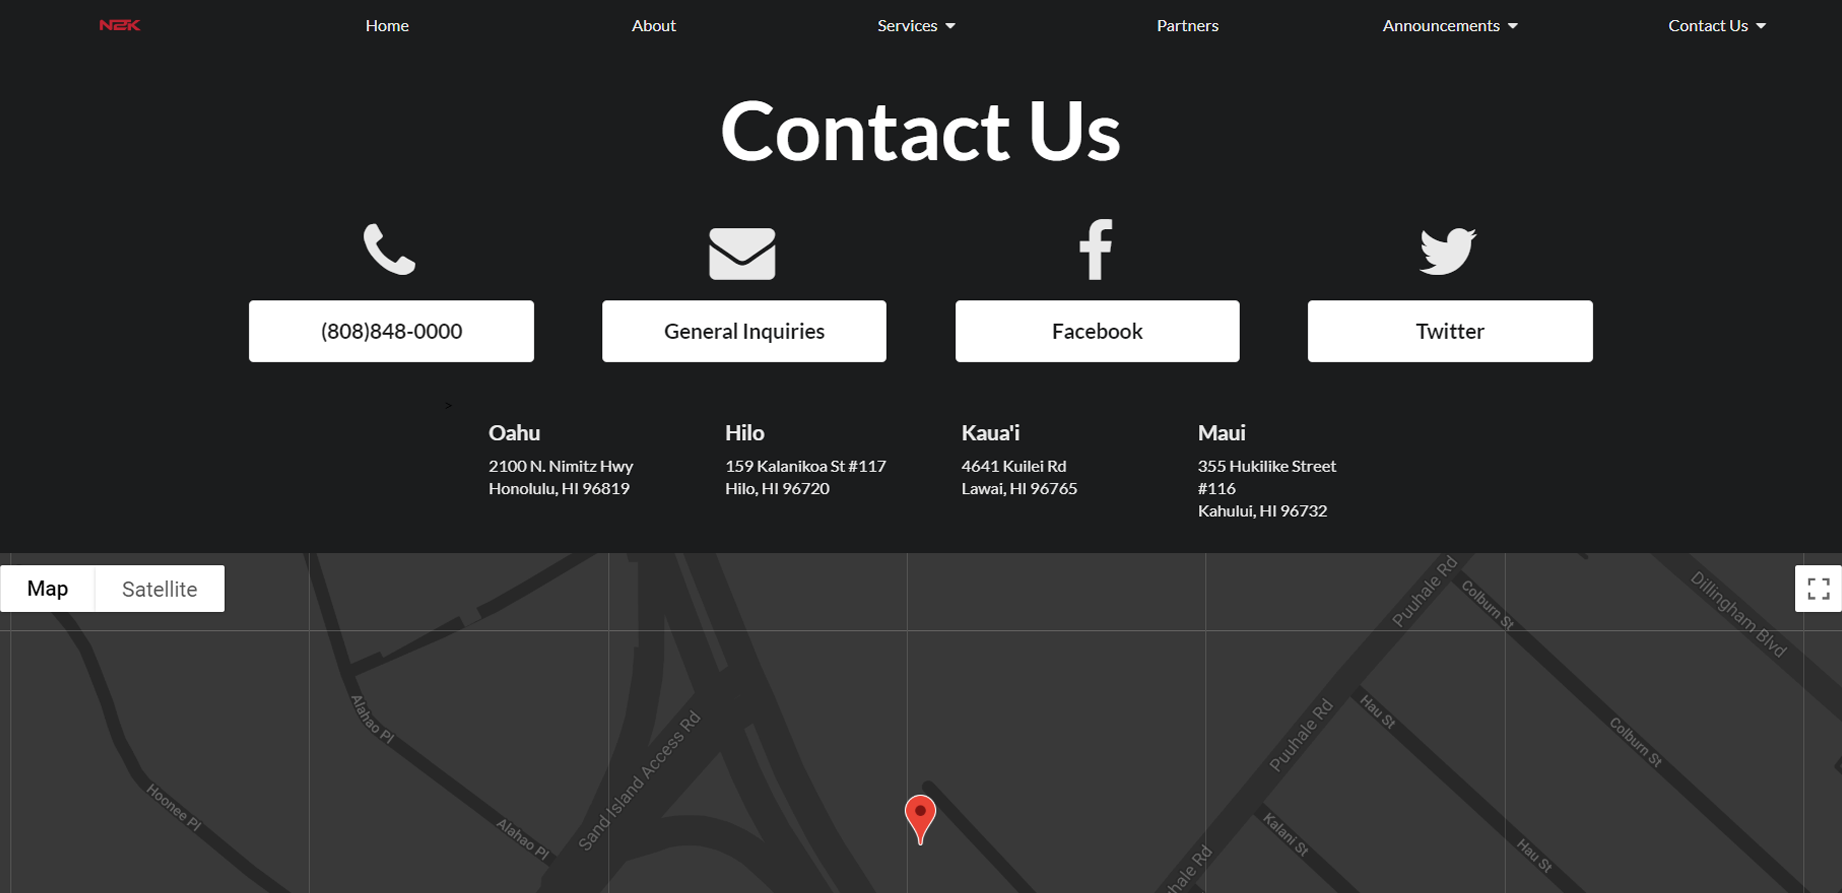 N2K
Home
About
Services
Partners
Announcements
Contact Us
Contact Us
(808)848-0000
General Inquiries
Facebook
Twitter
>
Oahu
2100 N. Nimitz Hwy
Honolulu, HI 96819
Hilo
159 Kalanikoa St #117
Hilo, HI 96720
Kaua'i
4641 Kuilei Rd
Lawai, HI 96765
Maui
355 Hukilike Street
#116
Kahului, HI 96732
Map
Satellite
Puuhale Rd
Colburn St
Dillingham Blvd
Alahao Pl
Sand Island Access Rd
Puuhale Rd
Hau St
Colburn St
Hoonee Pl
Alahao Pl
Kalani St
Hau St
hale Rd